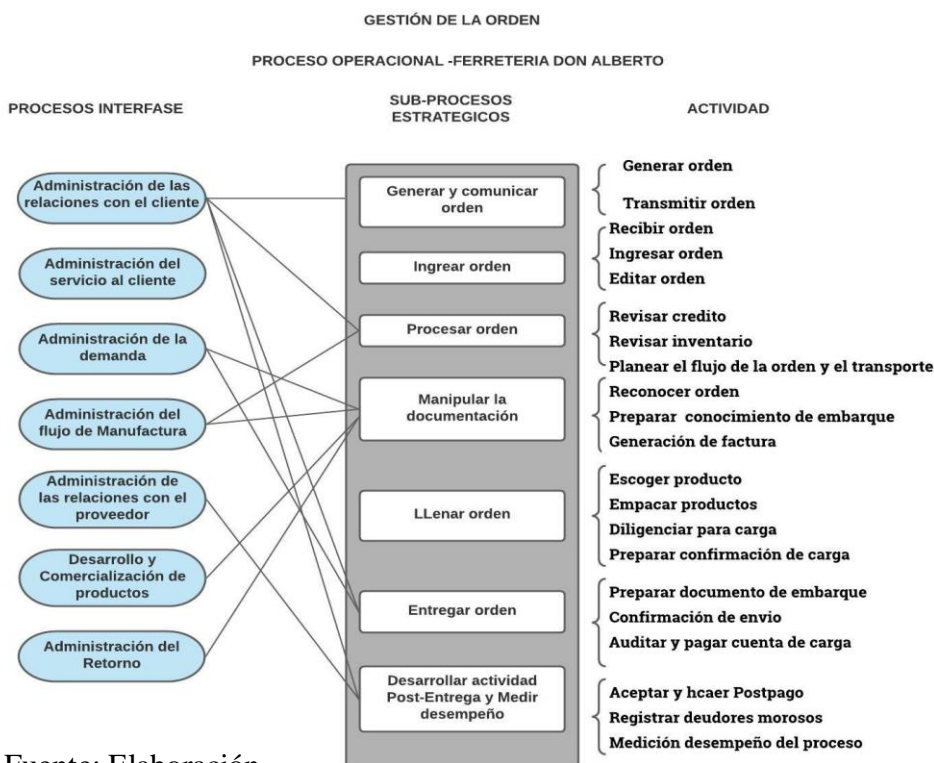 GESTIÓN DE LA ORDEN
PROCESO OPERACIONAL -FERRETERIA DON ALBERTO
PROCESOS INTERFASE
SUB-PROCESOS
ESTRATEGICOS
ACTIVIDAD
Administración de las
relaciones con el cliente
Administración del
servicio al cliente
Administración de la
demanda
Administración del
flujo de Manufactura
Administración de
las relaciones con el
proveedor
Desarrollo y
Comercialización de
productos
Administración del
Retorno
Generar y comunicar
orden
Ingrear orden
Procesar orden
Manipular la
documentación
LLenar orden
Entregar orden
Desarrollar actividad
Post-Entrega y Medir
desempeño
Generar orden
Transmitir orden
Recibir orden
Ingresar orden
Editar orden
Revisar credito
Revisar inventario
Planear el flujo de la orden y el transporte
Reconocer orden
Preparar conocimiento de embarque
Generación de factura
Escoger producto
Empacar productos
Diligenciar para carga
Preparar confirmación de carga
Preparar documento de embarque
Confirmación de envio
Auditar y pagar cuenta de carga
Aceptar y hcaer Postpago
Registrar deudores morosos
Medición desempeño del proceso
Fuente: Elaboración